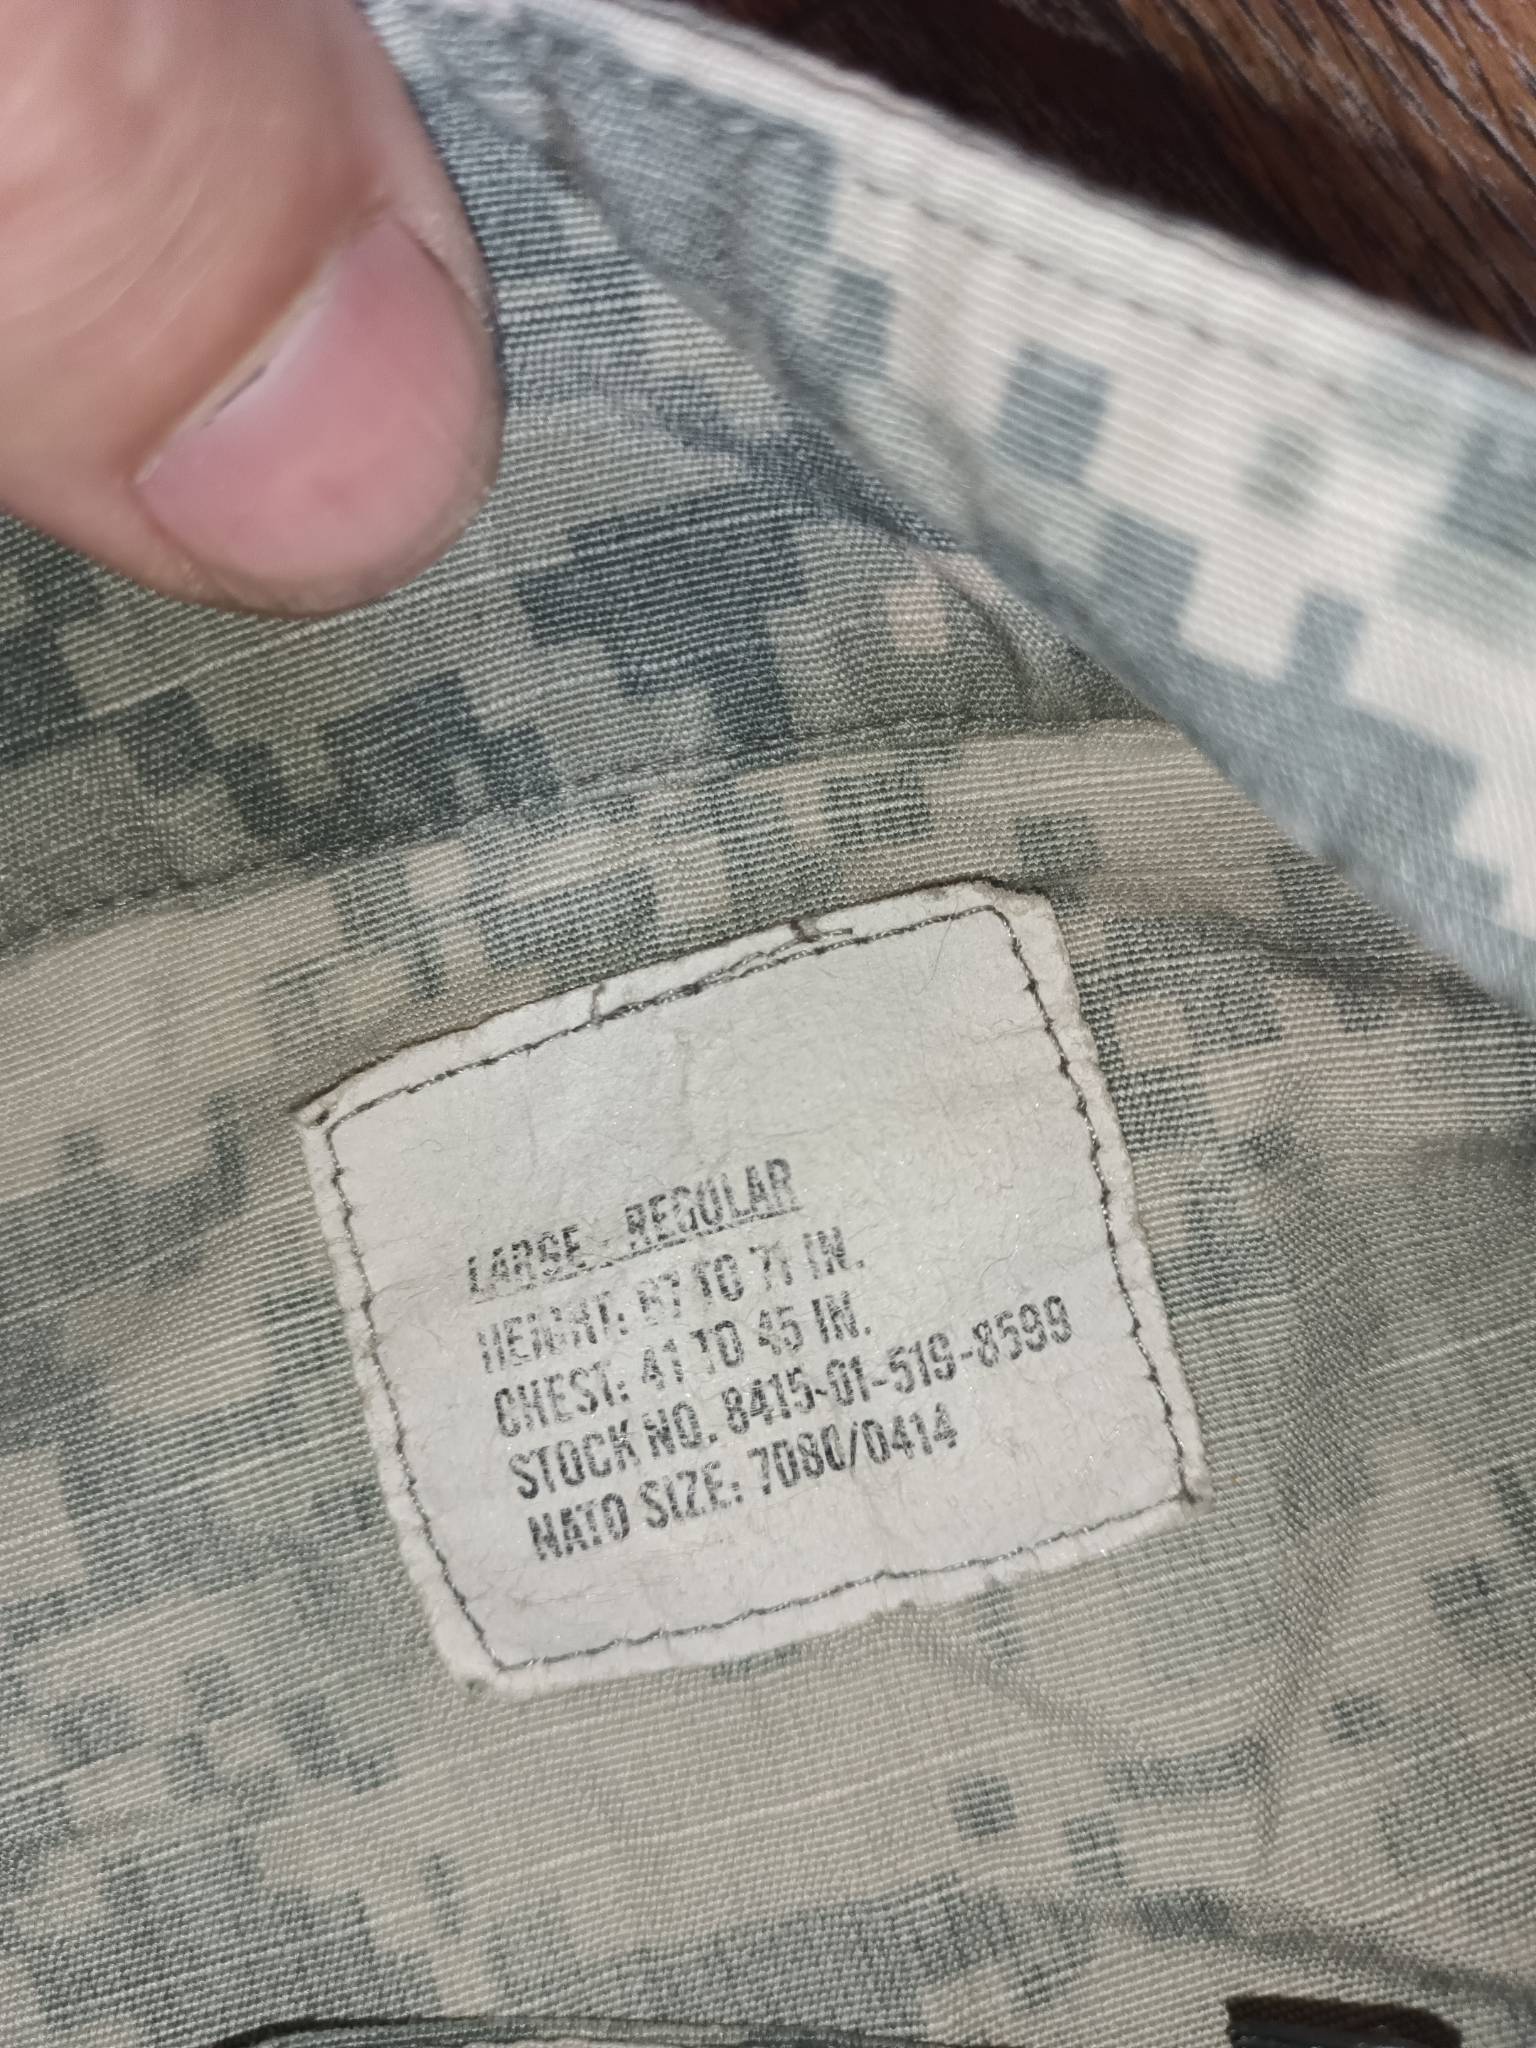 LARGE - REGULAR
HEIGHT: 67 TO 71 IN.
CHEST: 41 TO 45 IN.
STOCK NO. 8415-01-519-8599
NATO SIZE: 7080/0414